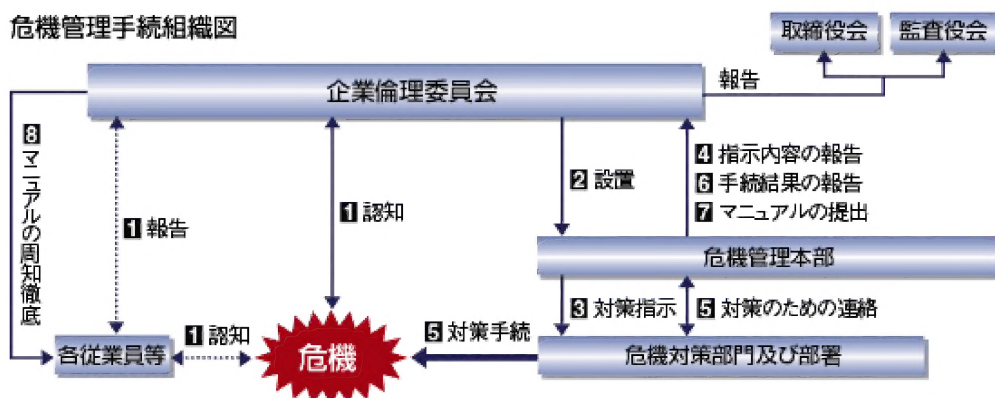 危機管理手続組織図
取締役会
監査役会
企業倫理委員会
報告
8 マニュアルの周知徹底
1 報告
1 認知
2 設置
4 指示内容の報告
6 手続結果の報告
7 マニュアルの提出
危機管理本部
3 対策指示
5 対策のための連絡
各従業員等
1 認知
危機
5 対策手続
危機対策部門及び部署